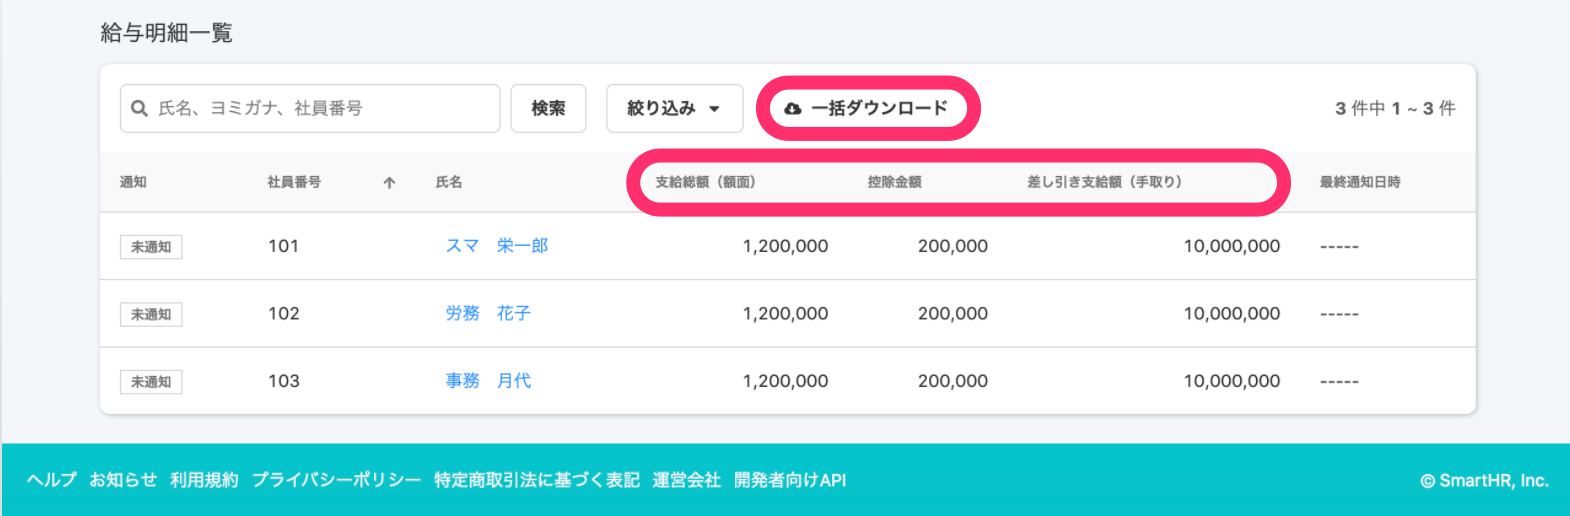 給与明細一覧
氏名、ヨミガナ、社員番号 検索 絞り込み 一括ダウンロード 3 件中 1 ~ 3 件
通知 社員番号 氏名 支給総額（額面） 控除金額 差し引き支給額（手取り） 最終通知日時
未通知 101 スマ　栄一郎 1,200,000 200,000 10,000,000 -----
未通知 102 労務　花子 1,200,000 200,000 10,000,000 -----
未通知 103 事務　月代 1,200,000 200,000 10,000,000 -----
ヘルプ お知らせ 利用規約 プライバシーポリシー 特定商取引法に基づく表記 運営会社 開発者向けAPI © SmartHR, Inc.